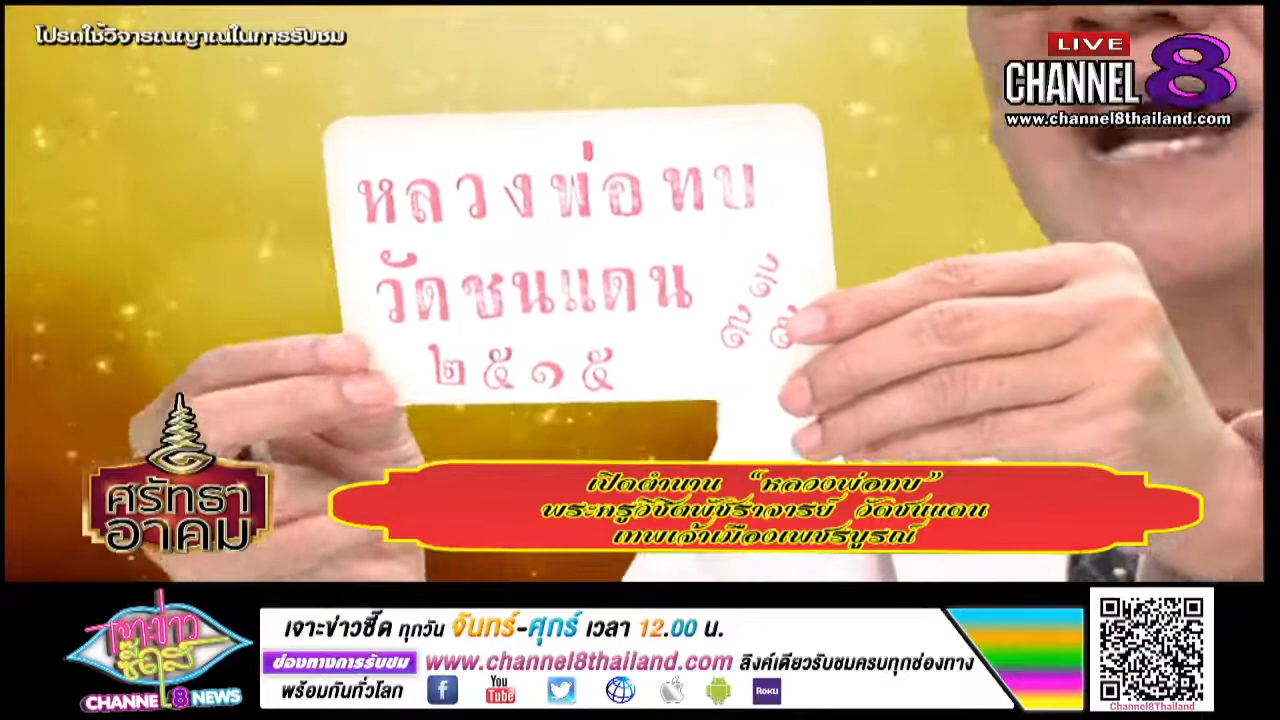 โปรดใช้วิจารณญาณในการรับชม
LIVE
CHANNEL 8
www.channel8thailand.com
หลวงพ่อทบ
วัดชนแดน
๒๕๑๕
ศรัทธา
อาคม
เปิดตำนาน “หลวงพ่อทบ”
พระครูวิชิตพัชราจารย์ วัดชนแดน
เทพเจ้าเมืองเพชรบูรณ์
เจาะข่าว
CHANNEL 8 NEWS
เจาะข่าวซี๊ด ทุกวัน จันทร์-ศุกร์ เวลา 12.00 น.
ช่องทางการรับชม www.channel8thailand.com ลิงค์เดียวรับชมครบทุกช่องทาง
พร้อมกันทั่วโลก
You Tube
ROKU
Channel8Thailand